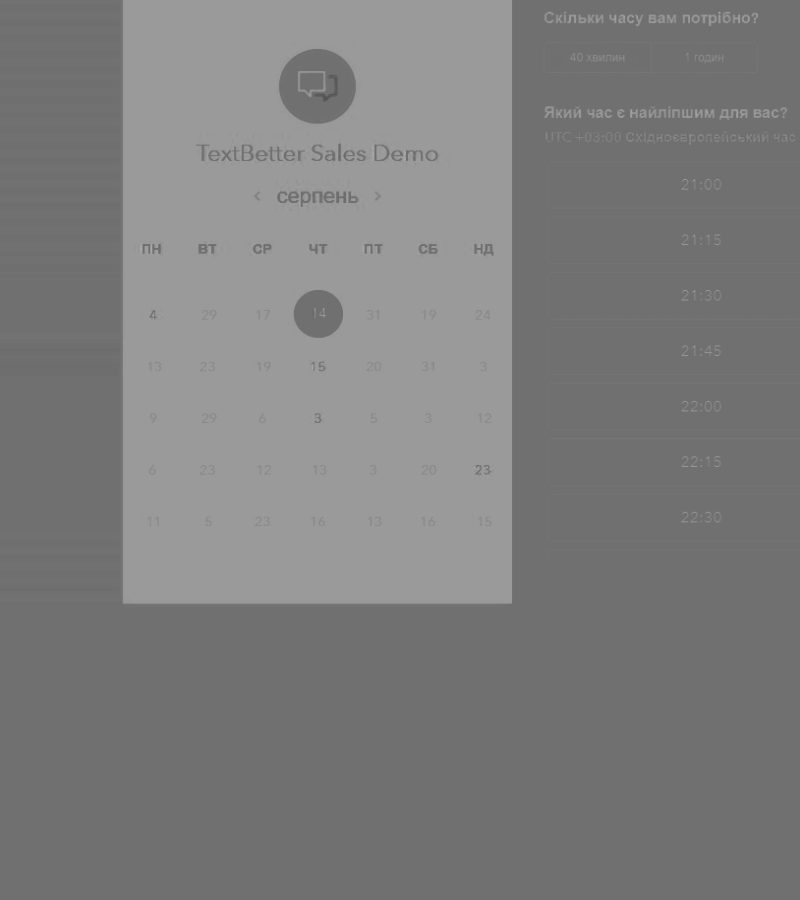 TextBetter Sales Demo
‹ серпень ›
ПН ВТ СР ЧТ ПТ СБ НД
4 29 17 14 31 19 24
13 23 19 15 20 31 3
9 29 6 3 5 3 12
6 23 12 13 3 20 23
11 5 23 16 13 16 15
Скільки часу вам потрібно?
40 хвилин 1 годин
Який час є найліпшим для вас?
UTC +03:00 Східноєвропейський час
21:00
21:15
21:30
21:45
22:00
22:15
22:30